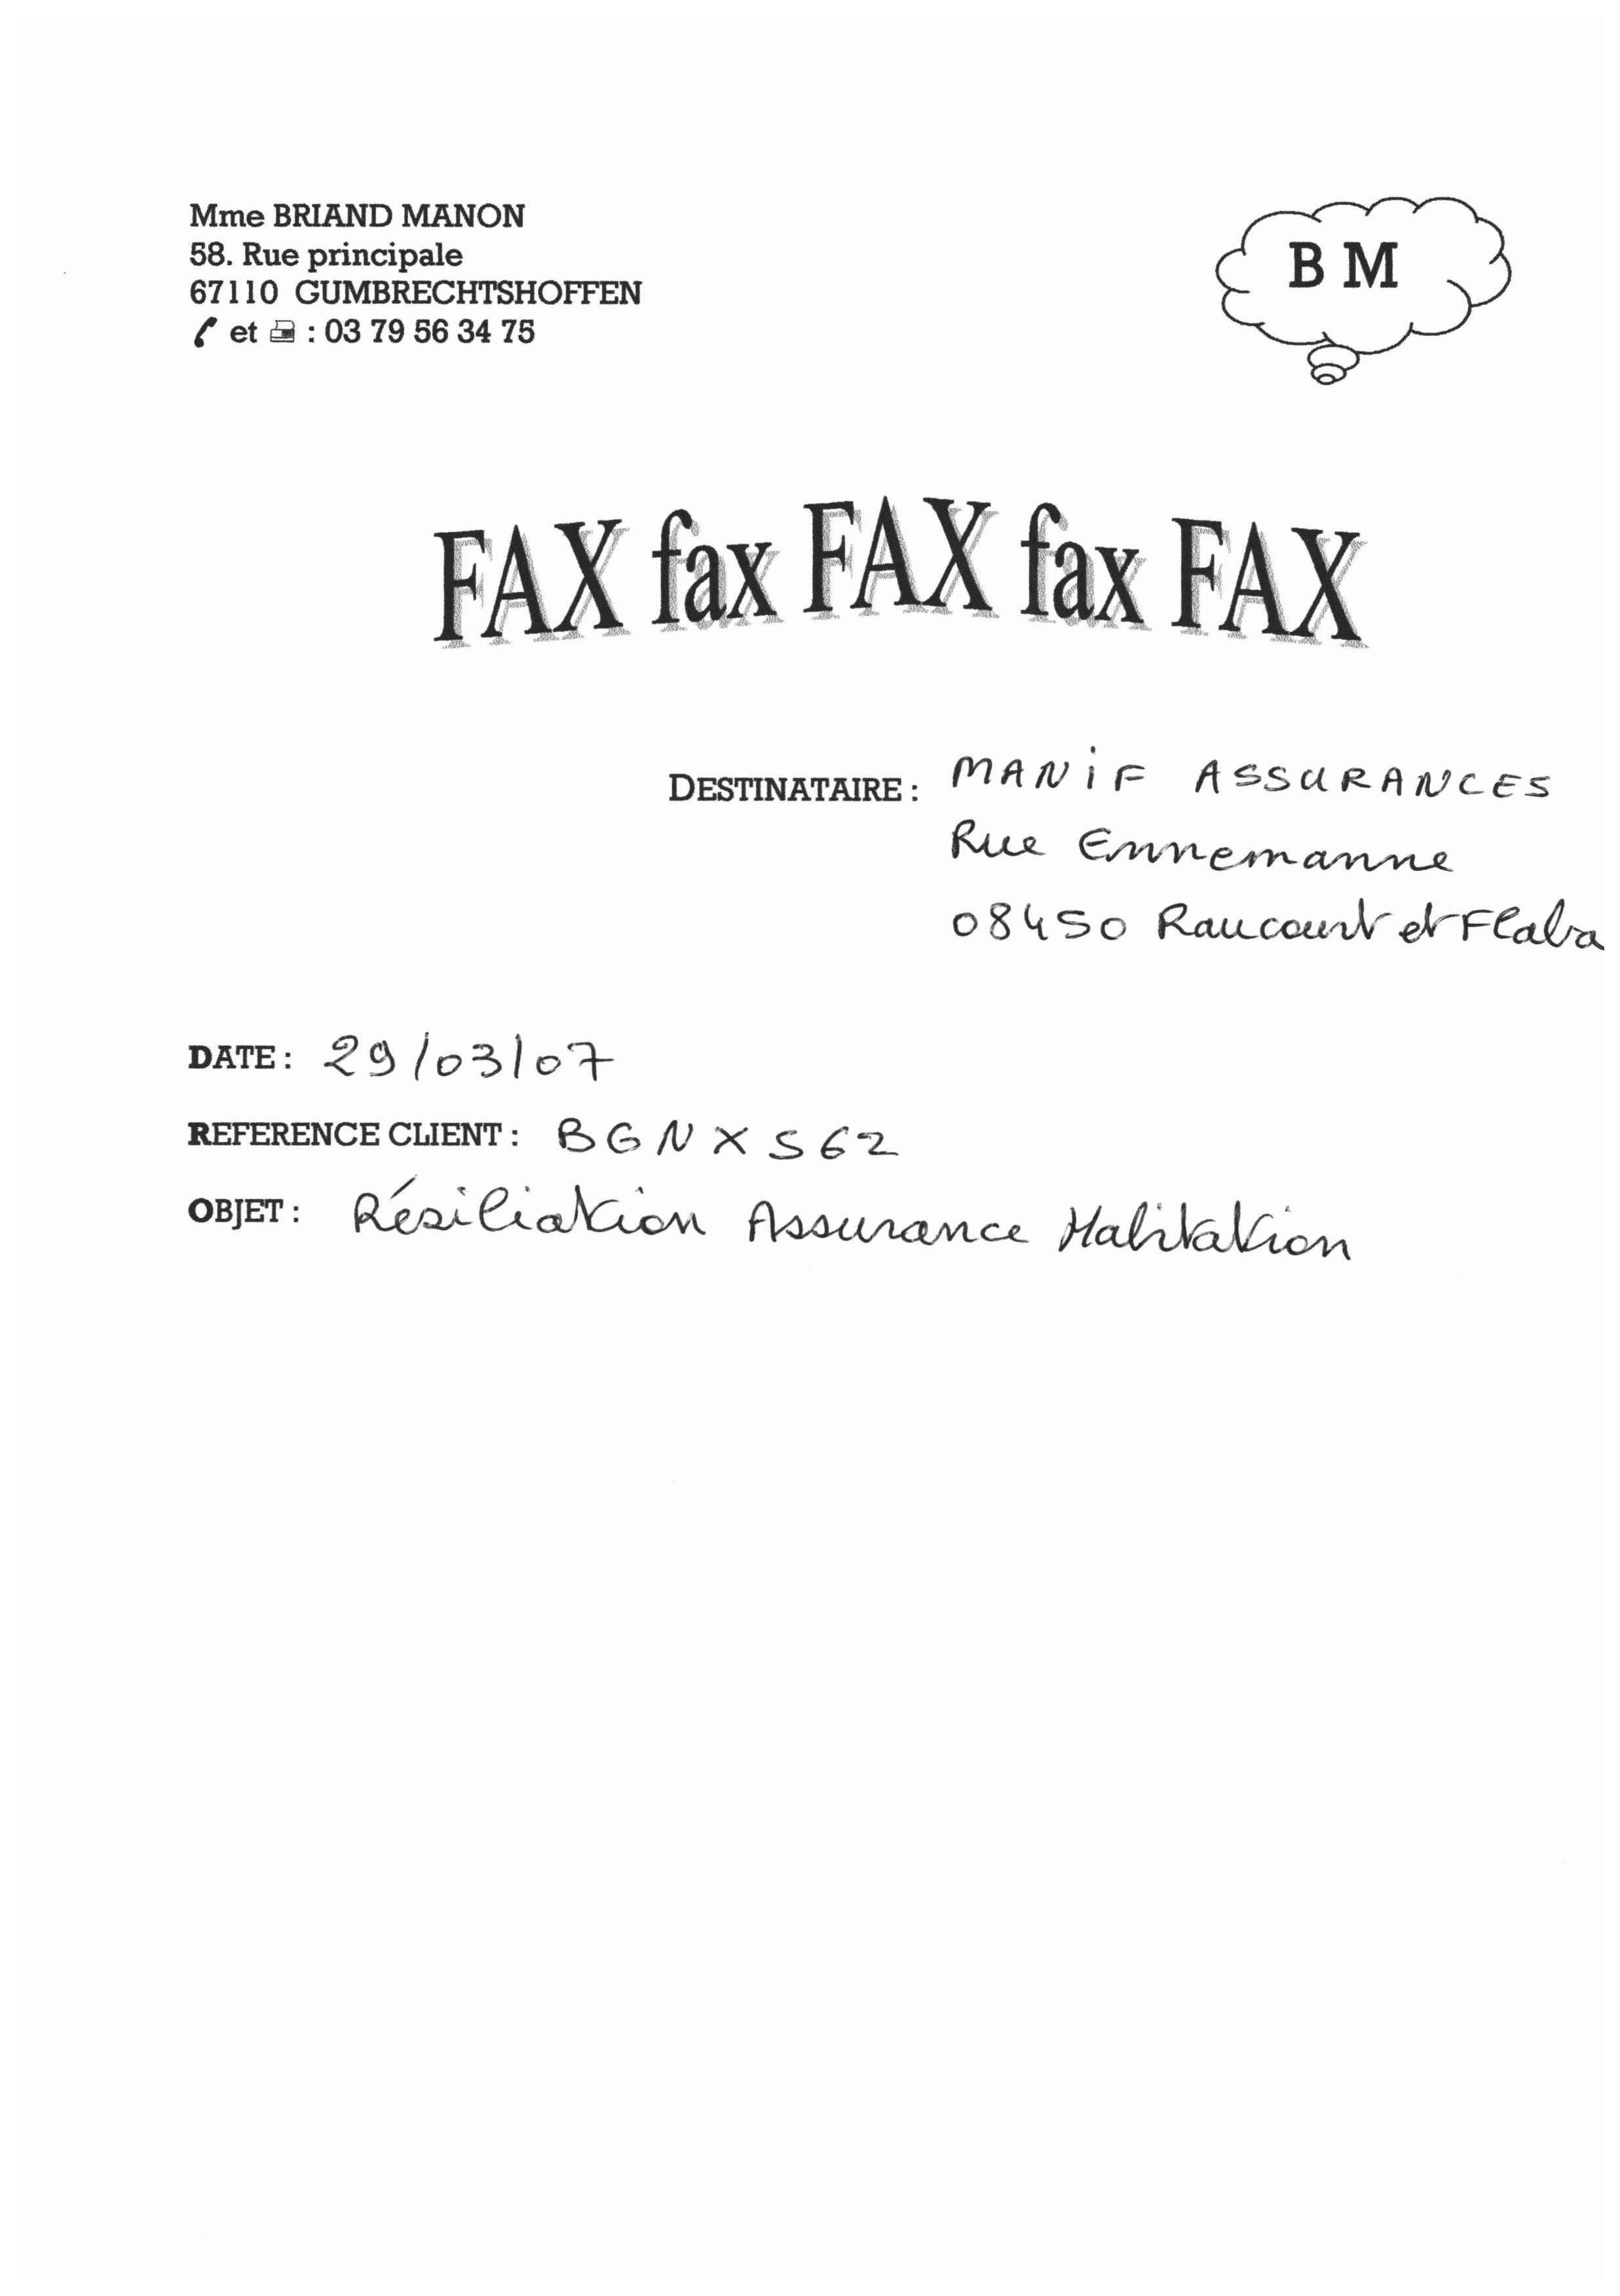 Mme BRIAND MANON
58. Rue principale
67110 GUMBRECHTSHOFFEN
et : 03 79 56 34 75
B M
FAX fax FAX fax FAX
DESTINATAIRE : MANIF ASSURANCES
Rue Ennemanne
08450 Raucourt et Flaba
DATE : 29/03/07
REFERENCE CLIENT : BGNXS62
OBJET : Résiliation Assurance Habitation